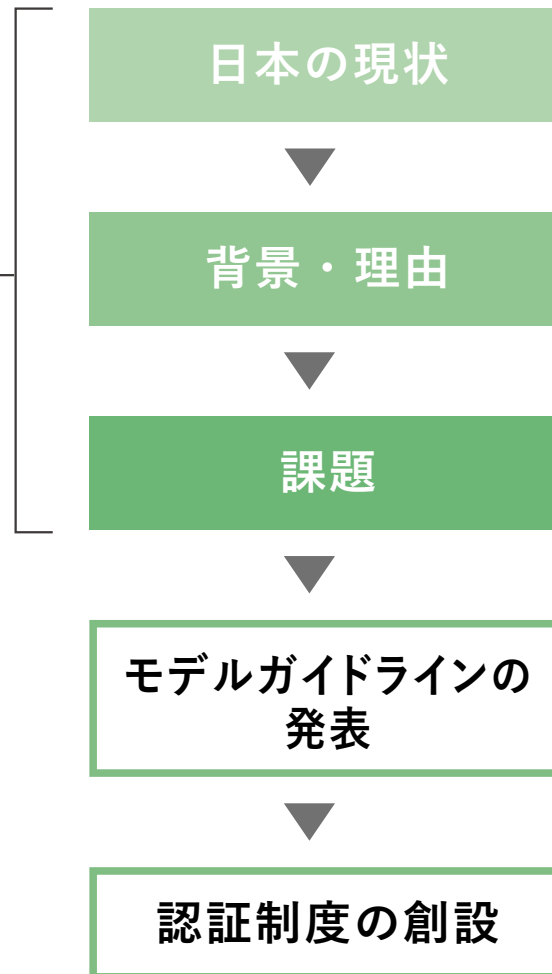 日本の現状
背景・理由
課題
モデルガイドラインの
発表
認証制度の創設